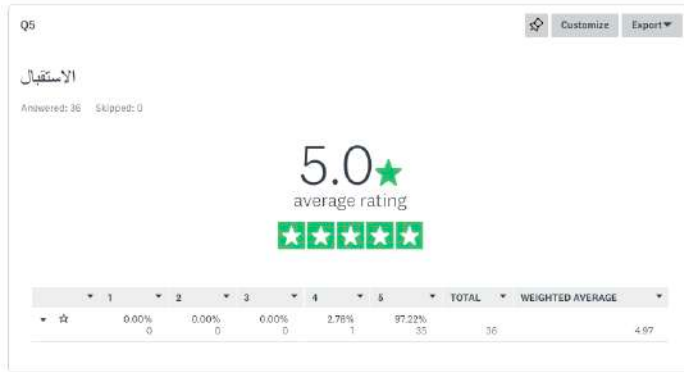 Q5
Customize
Export
الاستقبال
Answered: 36 Skipped: 0
5.0
average rating
1 2 3 4 5 TOTAL WEIGHTED AVERAGE
0.00% 0.00% 0.00% 2.78% 97.22%
0 0 0 1 35 36 4.97